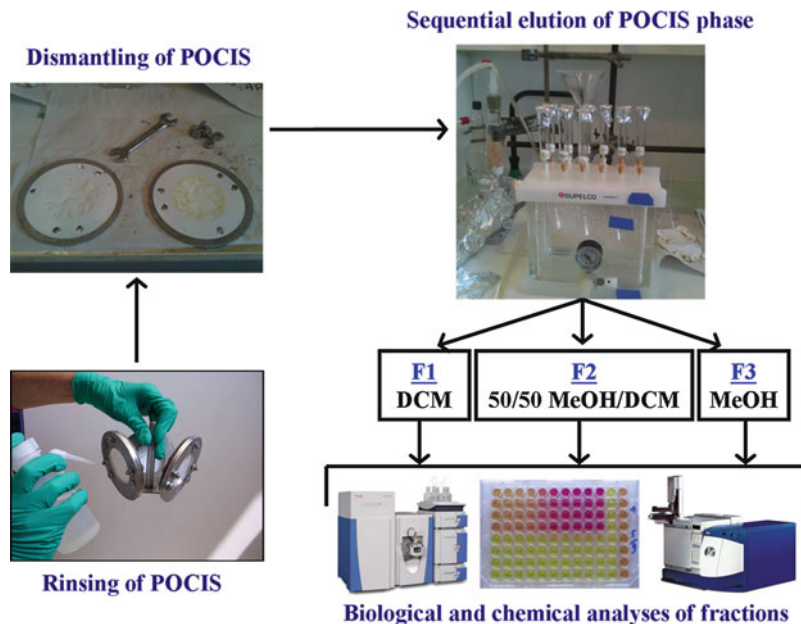 Sequential elution of POCIS phase
Dismantling of POCIS
SUPELCO
F1
DCM
F2
50/50 MeOH/DCM
F3
MeOH
Rinsing of POCIS
Biological and chemical analyses of fractions